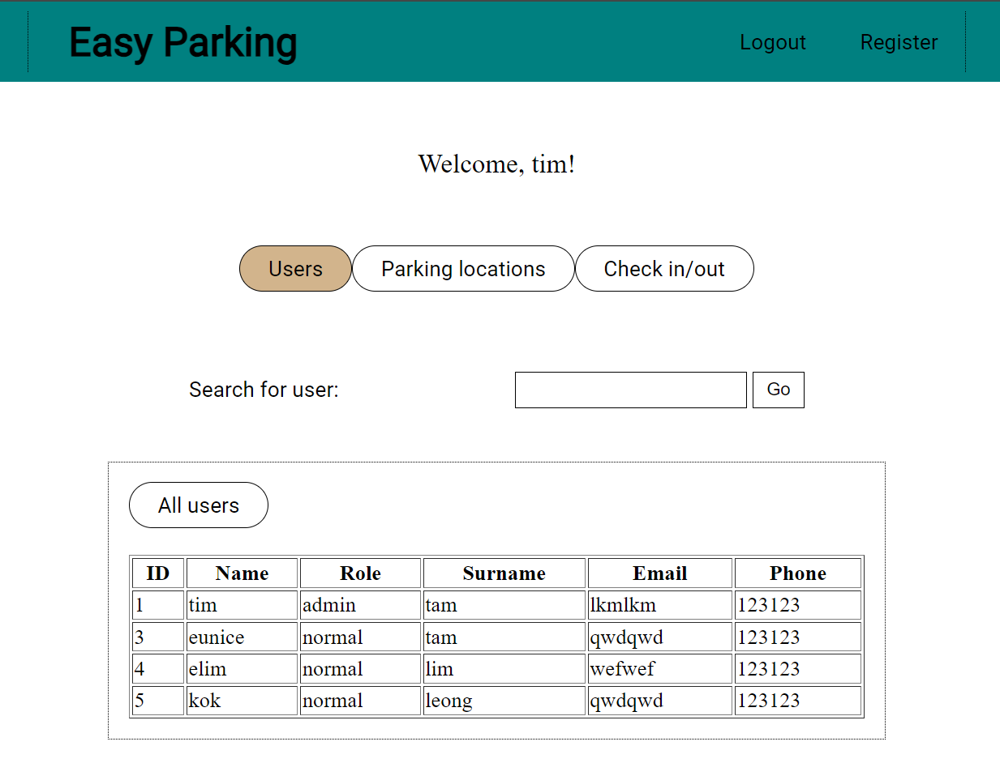 Easy Parking Logout Register
Welcome, tim!
Users Parking locations Check in/out
Search for user: Go
All users
ID Name Role Surname Email Phone
1 tim admin tam lkmlkm 123123
3 eunice normal tam qwdqwd 123123
4 elim normal lim wefwef 123123
5 kok normal leong qwdqwd 123123